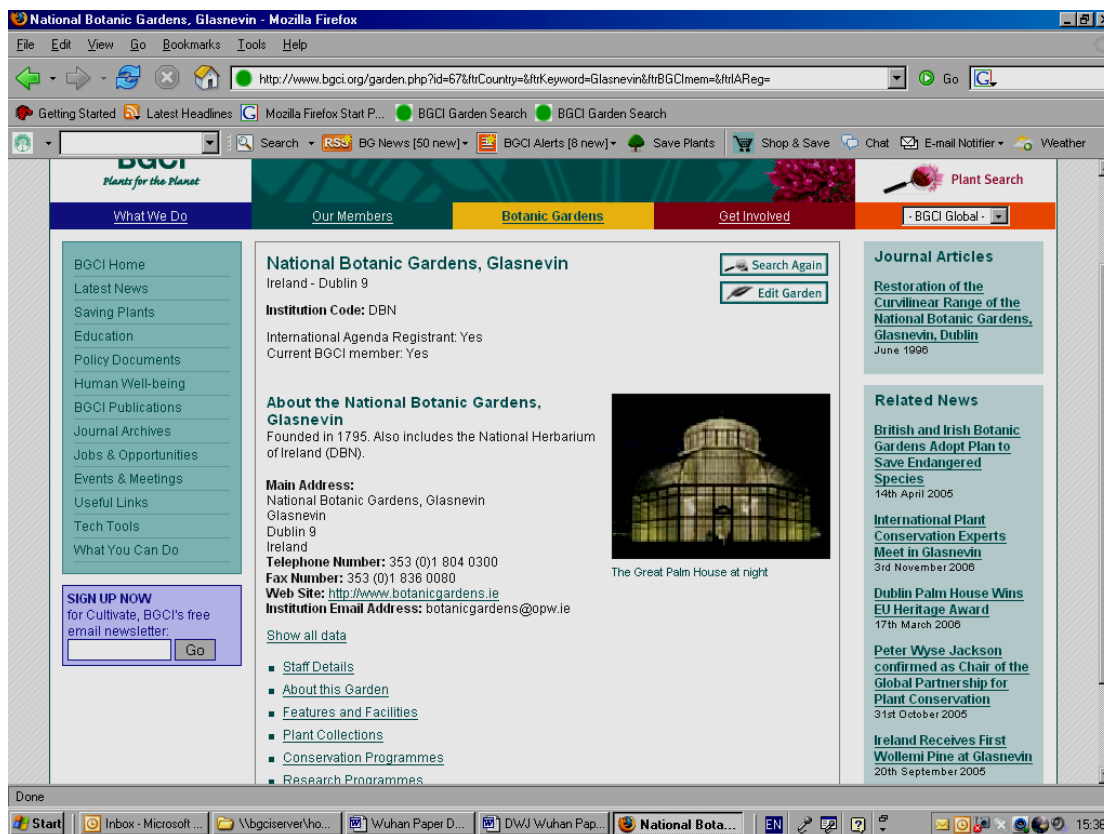 National Botanic Gardens, Glasnevin - Mozilla Firefox
File Edit View Go Bookmarks Tools Help
http://www.bgci.org/garden.php?id=67&ftrCountry=&ftrKeyword=Glasnevin&ftrBGCImem=&ftrIAReg= Go G
Getting Started Latest Headlines G Mozilla Firefox Start P... BGCI Garden Search BGCI Garden Search
Search RSS BG News [50 new] BGCI Alerts [8 new] Save Plants Shop & Save Chat E-mail Notifier Weather
BGCI
Plants for the Planet
Plant Search
What We Do Our Members Botanic Gardens Get Involved - BGCI Global -
BGCI Home
Latest News
Saving Plants
Education
Policy Documents
Human Well-being
BGCI Publications
Journal Archives
Jobs & Opportunities
Events & Meetings
Useful Links
Tech Tools
What You Can Do
SIGN UP NOW
for Cultivate, BGCI's free
email newsletter:
Go
National Botanic Gardens, Glasnevin
Ireland - Dublin 9
Institution Code: DBN
International Agenda Registrant: Yes
Current BGCI member: Yes
Search Again
Edit Garden
About the National Botanic Gardens,
Glasnevin
Founded in 1795. Also includes the National Herbarium
of Ireland (DBN).
Main Address:
National Botanic Gardens, Glasnevin
Glasnevin
Dublin 9
Ireland
Telephone Number: 353 (0)1 804 0300
Fax Number: 353 (0)1 836 0080
Web Site: http://www.botanicgardens.ie
Institution Email Address: botanicgardens@opw.ie
The Great Palm House at night
Show all data
Staff Details
About this Garden
Features and Facilities
Plant Collections
Conservation Programmes
Research Programmes
Journal Articles
Restoration of the
Curvilinear Range of the
National Botanic Gardens,
Glasnevin, Dublin
June 1996
Related News
British and Irish Botanic
Gardens Adopt Plan to
Save Endangered
Species
14th April 2005
International Plant
Conservation Experts
Meet in Glasnevin
3rd November 2006
Dublin Palm House Wins
EU Heritage Award
17th March 2006
Peter Wyse Jackson
confirmed as Chair of the
Global Partnership for
Plant Conservation
31st October 2005
Ireland Receives First
Wollemi Pine at Glasnevin
20th September 2005
Done
Start Inbox - Microsoft ... \\bgciserver\ho... Wuhan Paper D... DWJ Wuhan Pap... National Bota... EN 15:36